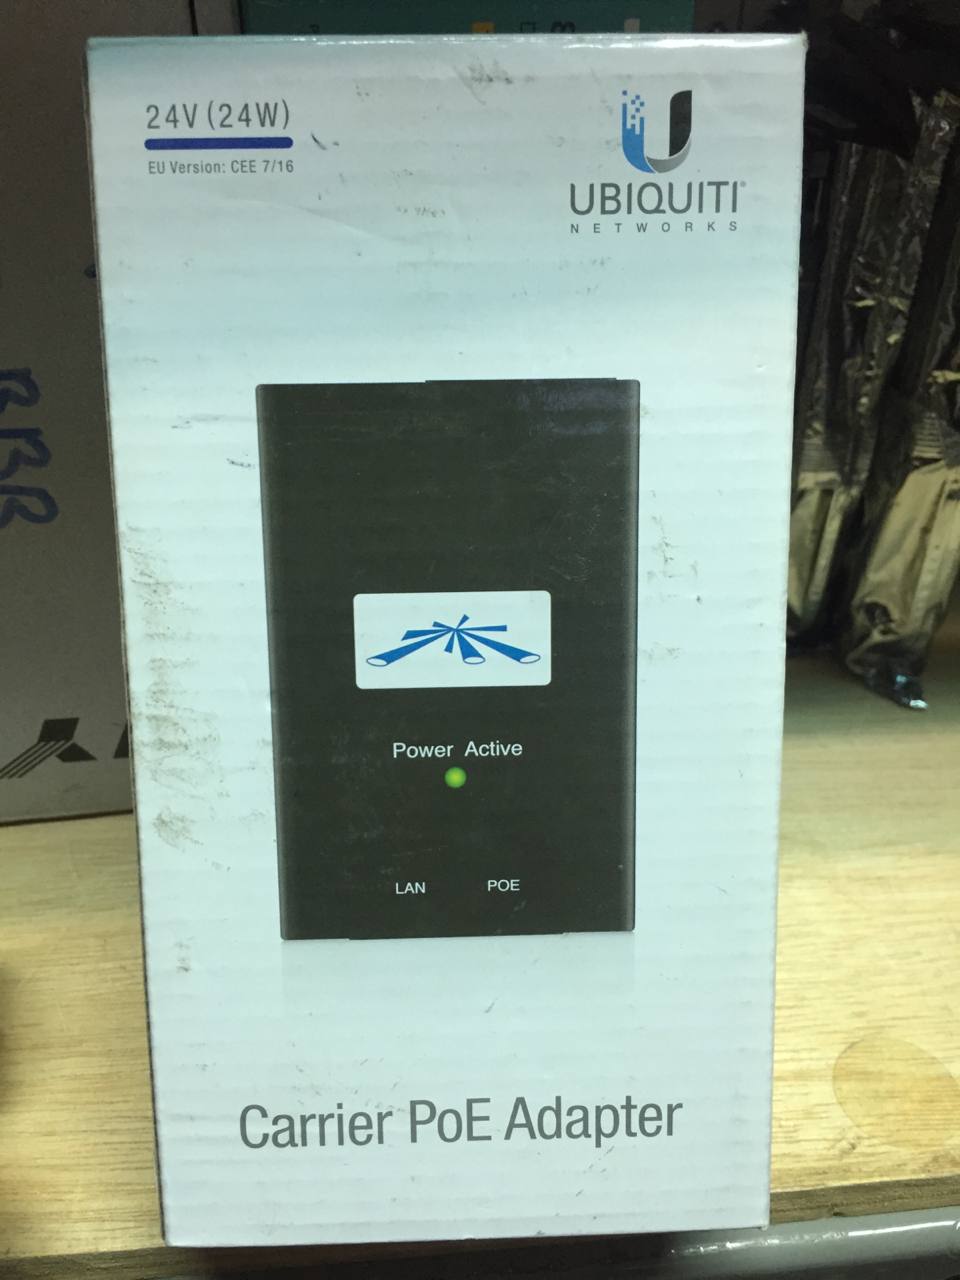 24V (24W)
EU Version: CEE 7/16
UBIQUITI®
NETWORKS
Power Active
LAN POE
Carrier PoE Adapter